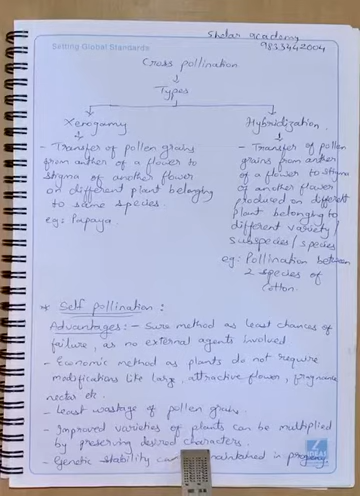 Shelar academy
9833442004
Setting Global Standards
Cross pollination
↓
Types
Xenogamy
↓
- Transfer of pollen grains
from anther of a flower to
stigma of another flower
on different plant belonging
to same species.
eg: Papaya.
Hybridization.
↓
- Transfer of pollen
grains from anther
of a flower to stigma
of another flower
produced on different
plant belonging to
different variety/
subspecies/species
eg: Pollination between
2 species of
Cotton.
* Self pollination:
Advantages:- Sure method as least chances of
failure, as no external agents involved
- Economic method as plants do not require
modifications like large, attractive flower, fragrance
nectar etc.
- Least wastage of pollen grains.
- Improved varieties of plants can be multiplied
by preserving desired characters.
- Genetic stability can maintained in progeny
IDEAL